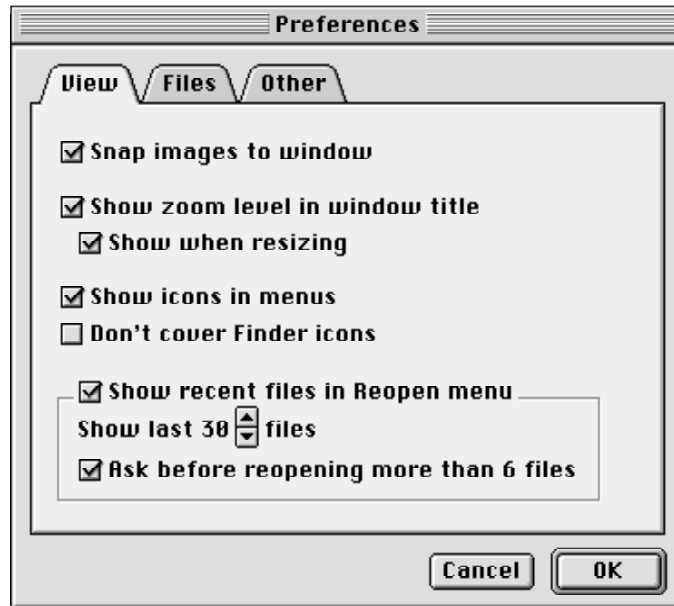 Preferences
View Files Other
Snap images to window
Show zoom level in window title
Show when resizing
Show icons in menus
Don't cover Finder icons
Show recent files in Reopen menu
Show last 30 files
Ask before reopening more than 6 files
Cancel OK